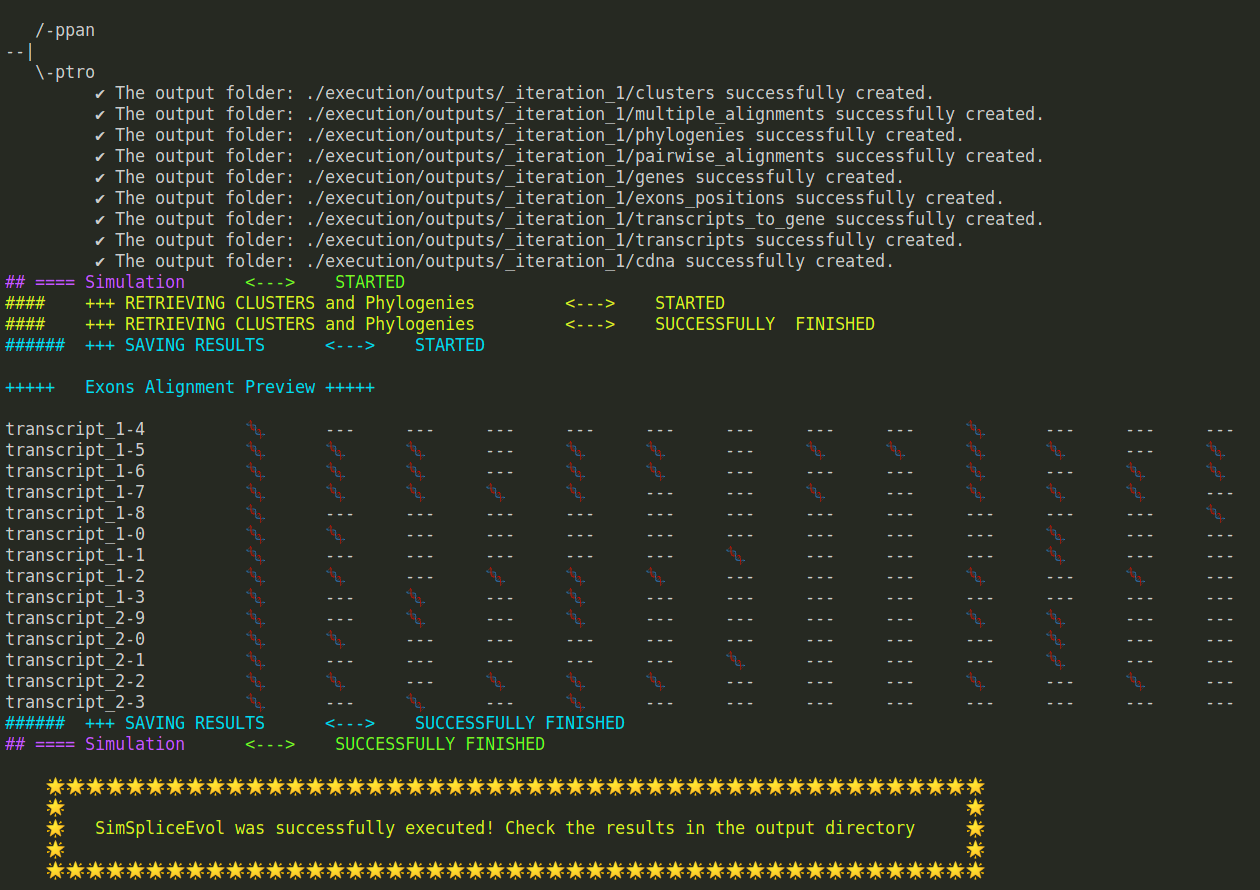 /-ppan
--|
\-ptro
✔ The output folder: ./execution/outputs/_iteration_1/clusters successfully created.
✔ The output folder: ./execution/outputs/_iteration_1/multiple_alignments successfully created.
✔ The output folder: ./execution/outputs/_iteration_1/phylogenies successfully created.
✔ The output folder: ./execution/outputs/_iteration_1/pairwise_alignments successfully created.
✔ The output folder: ./execution/outputs/_iteration_1/genes successfully created.
✔ The output folder: ./execution/outputs/_iteration_1/exons_positions successfully created.
✔ The output folder: ./execution/outputs/_iteration_1/transcripts_to_gene successfully created.
✔ The output folder: ./execution/outputs/_iteration_1/transcripts successfully created.
✔ The output folder: ./execution/outputs/_iteration_1/cdna successfully created.
## ==== Simulation <---> STARTED
#### +++ RETRIEVING CLUSTERS and Phylogenies <---> STARTED
#### +++ RETRIEVING CLUSTERS and Phylogenies <---> SUCCESSFULLY FINISHED
###### +++ SAVING RESULTS <---> STARTED
+++++ Exons Alignment Preview +++++
transcript_1-4 🧬 --- --- --- --- --- --- --- --- 🧬 --- --- ---
transcript_1-5 🧬 🧬 🧬 --- 🧬 🧬 --- 🧬 🧬 🧬 🧬 --- 🧬
transcript_1-6 🧬 🧬 🧬 --- 🧬 🧬 --- --- --- 🧬 --- 🧬 🧬
transcript_1-7 🧬 🧬 🧬 🧬 🧬 --- --- 🧬 --- 🧬 🧬 🧬 ---
transcript_1-8 🧬 --- --- --- --- --- --- --- --- --- --- --- 🧬
transcript_1-0 🧬 🧬 --- --- --- --- --- --- --- --- 🧬 --- ---
transcript_1-1 🧬 --- --- --- --- --- 🧬 --- --- --- 🧬 --- ---
transcript_1-2 🧬 🧬 --- 🧬 🧬 🧬 --- --- --- 🧬 --- 🧬 ---
transcript_1-3 🧬 --- 🧬 --- 🧬 --- --- --- --- --- --- --- ---
transcript_2-9 🧬 --- 🧬 --- 🧬 --- --- --- --- 🧬 🧬 --- ---
transcript_2-0 🧬 🧬 --- --- --- --- --- --- --- --- 🧬 --- ---
transcript_2-1 🧬 --- --- --- --- --- 🧬 --- --- --- 🧬 --- ---
transcript_2-2 🧬 🧬 --- 🧬 🧬 🧬 --- --- --- 🧬 --- 🧬 ---
transcript_2-3 🧬 --- 🧬 --- 🧬 --- --- --- --- --- --- --- ---
###### +++ SAVING RESULTS <---> SUCCESSFULLY FINISHED
## ==== Simulation <---> SUCCESSFULLY FINISHED
SimSpliceEvol was successfully executed! Check the results in the output directory